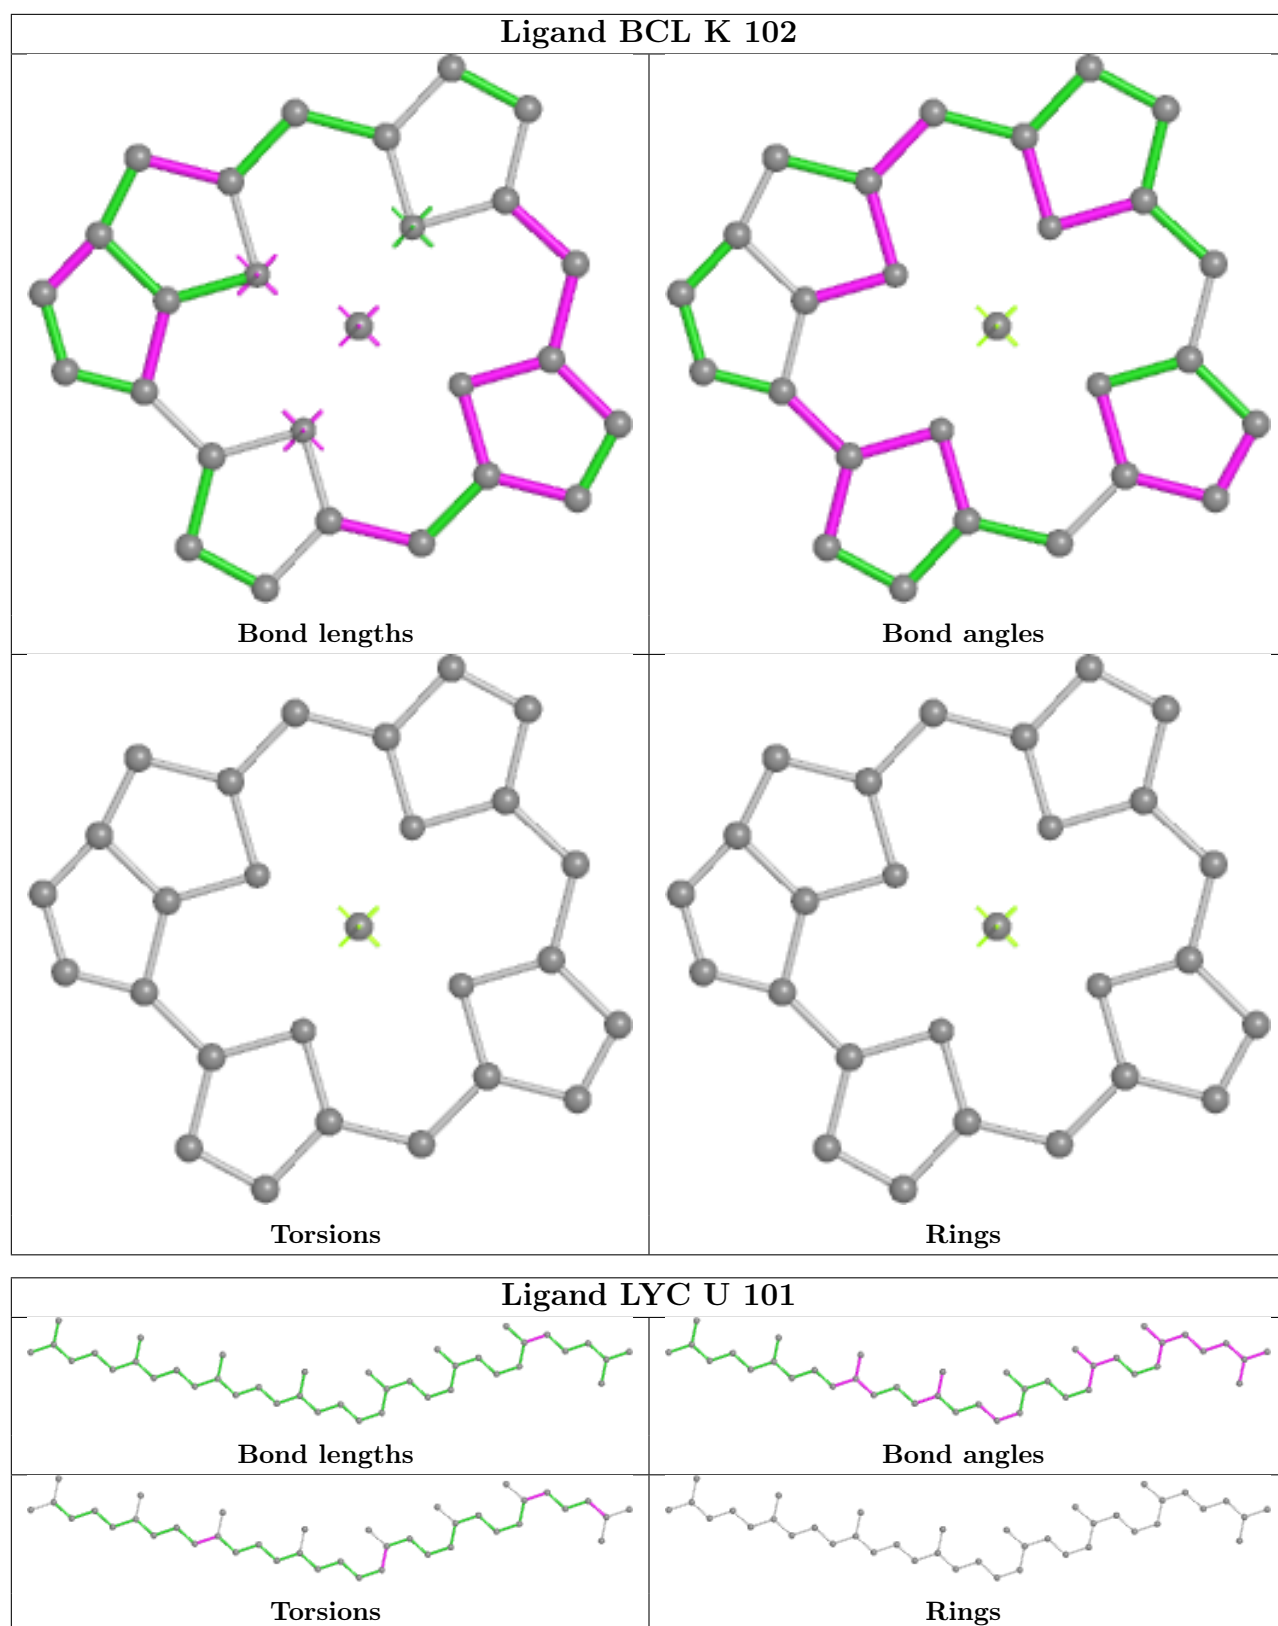 Ligand BCL K 102
Bond lengths
Bond angles
Torsions
Rings
Ligand LYC U 101
Bond lengths
Bond angles
Torsions
Rings